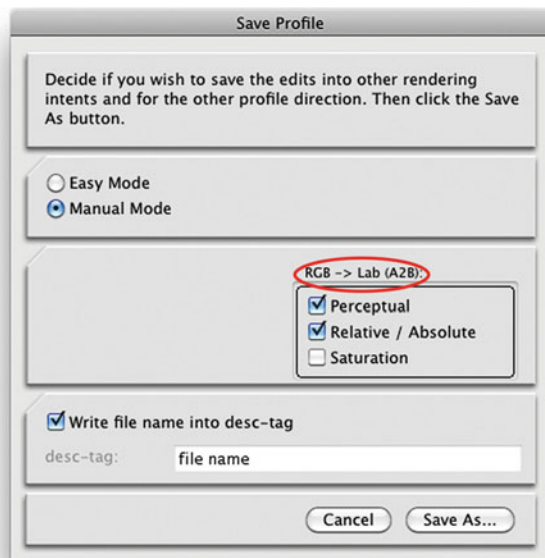 Save Profile
Decide if you wish to save the edits into other rendering
intents and for the other profile direction. Then click the Save
As button.
Easy Mode
Manual Mode
RGB -> Lab (A2B):
Perceptual
Relative / Absolute
Saturation
Write file name into desc-tag
desc-tag: file name
Cancel Save As...